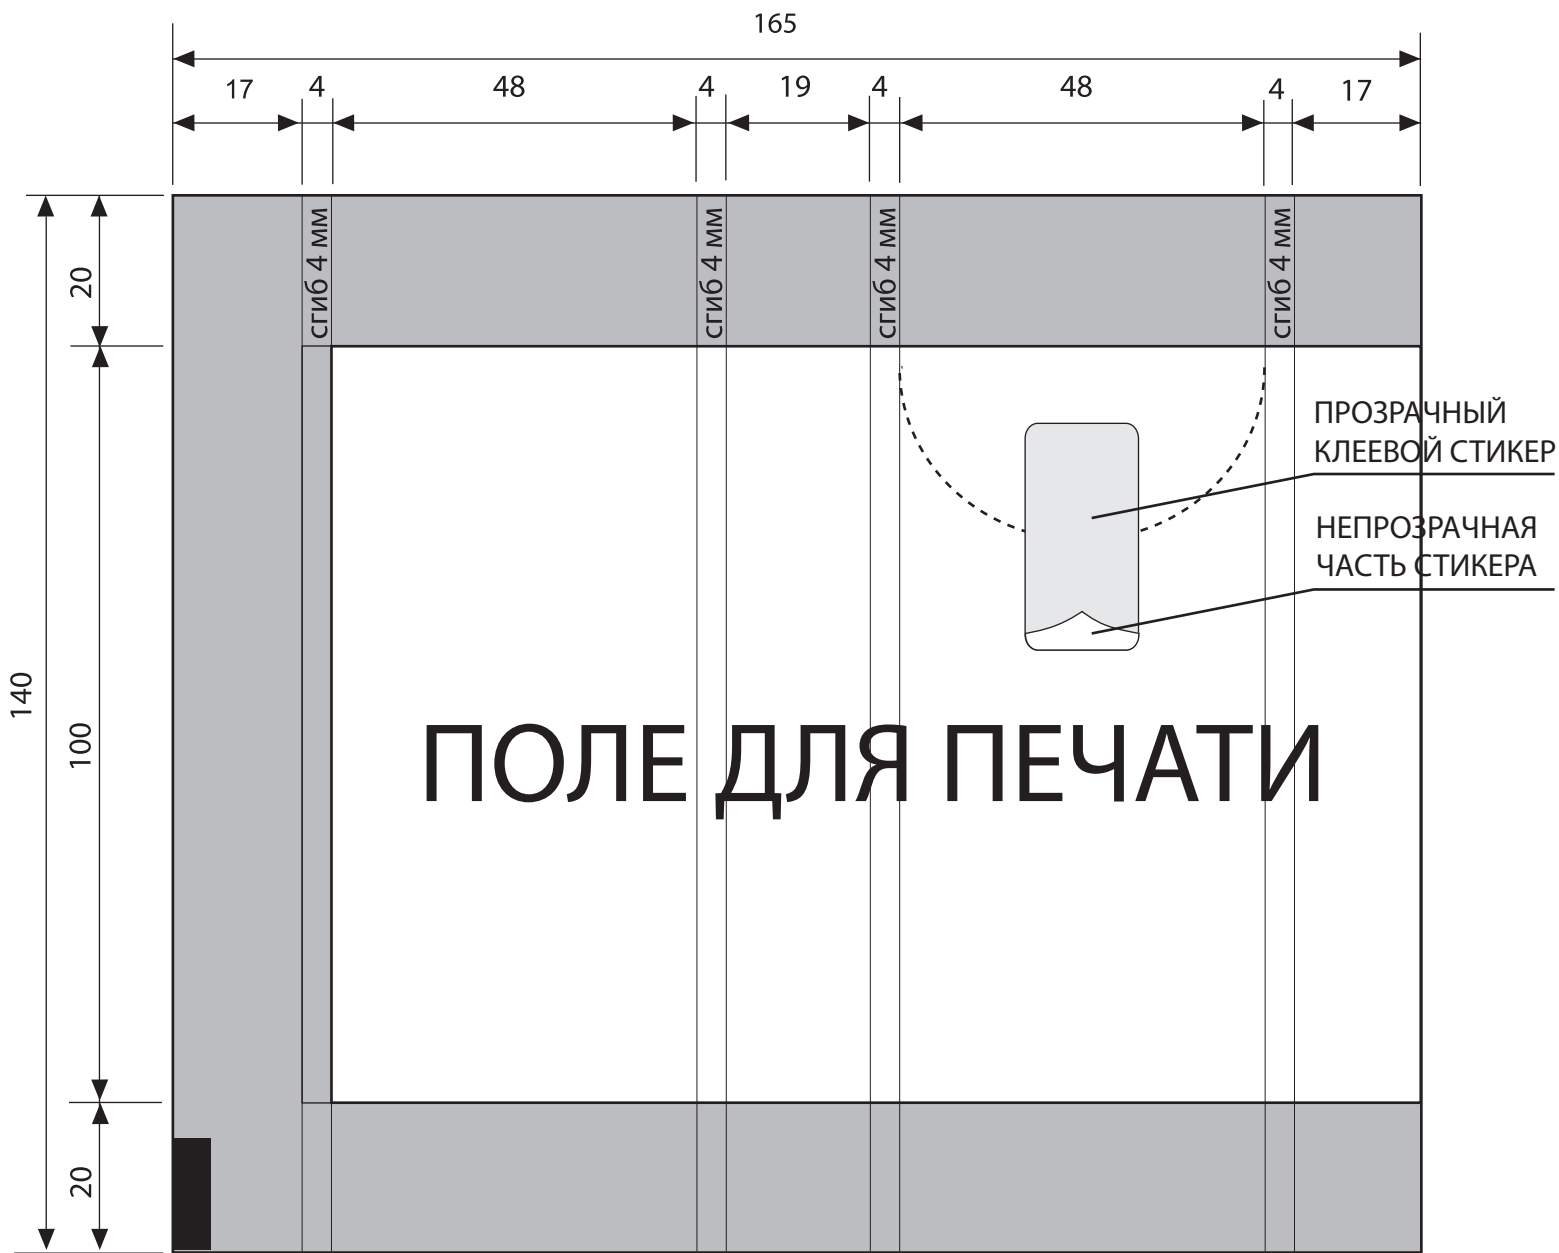 165
17 4 48 4 19 4 48 4 17
20
сгиб 4 мм
сгиб 4 мм
сгиб 4 мм
сгиб 4 мм
ПРОЗРАЧНЫЙ
КЛЕЕВОЙ СТИКЕР
НЕПРОЗРАЧНАЯ
ЧАСТЬ СТИКЕРА
140
100
ПОЛЕ ДЛЯ ПЕЧАТИ
20